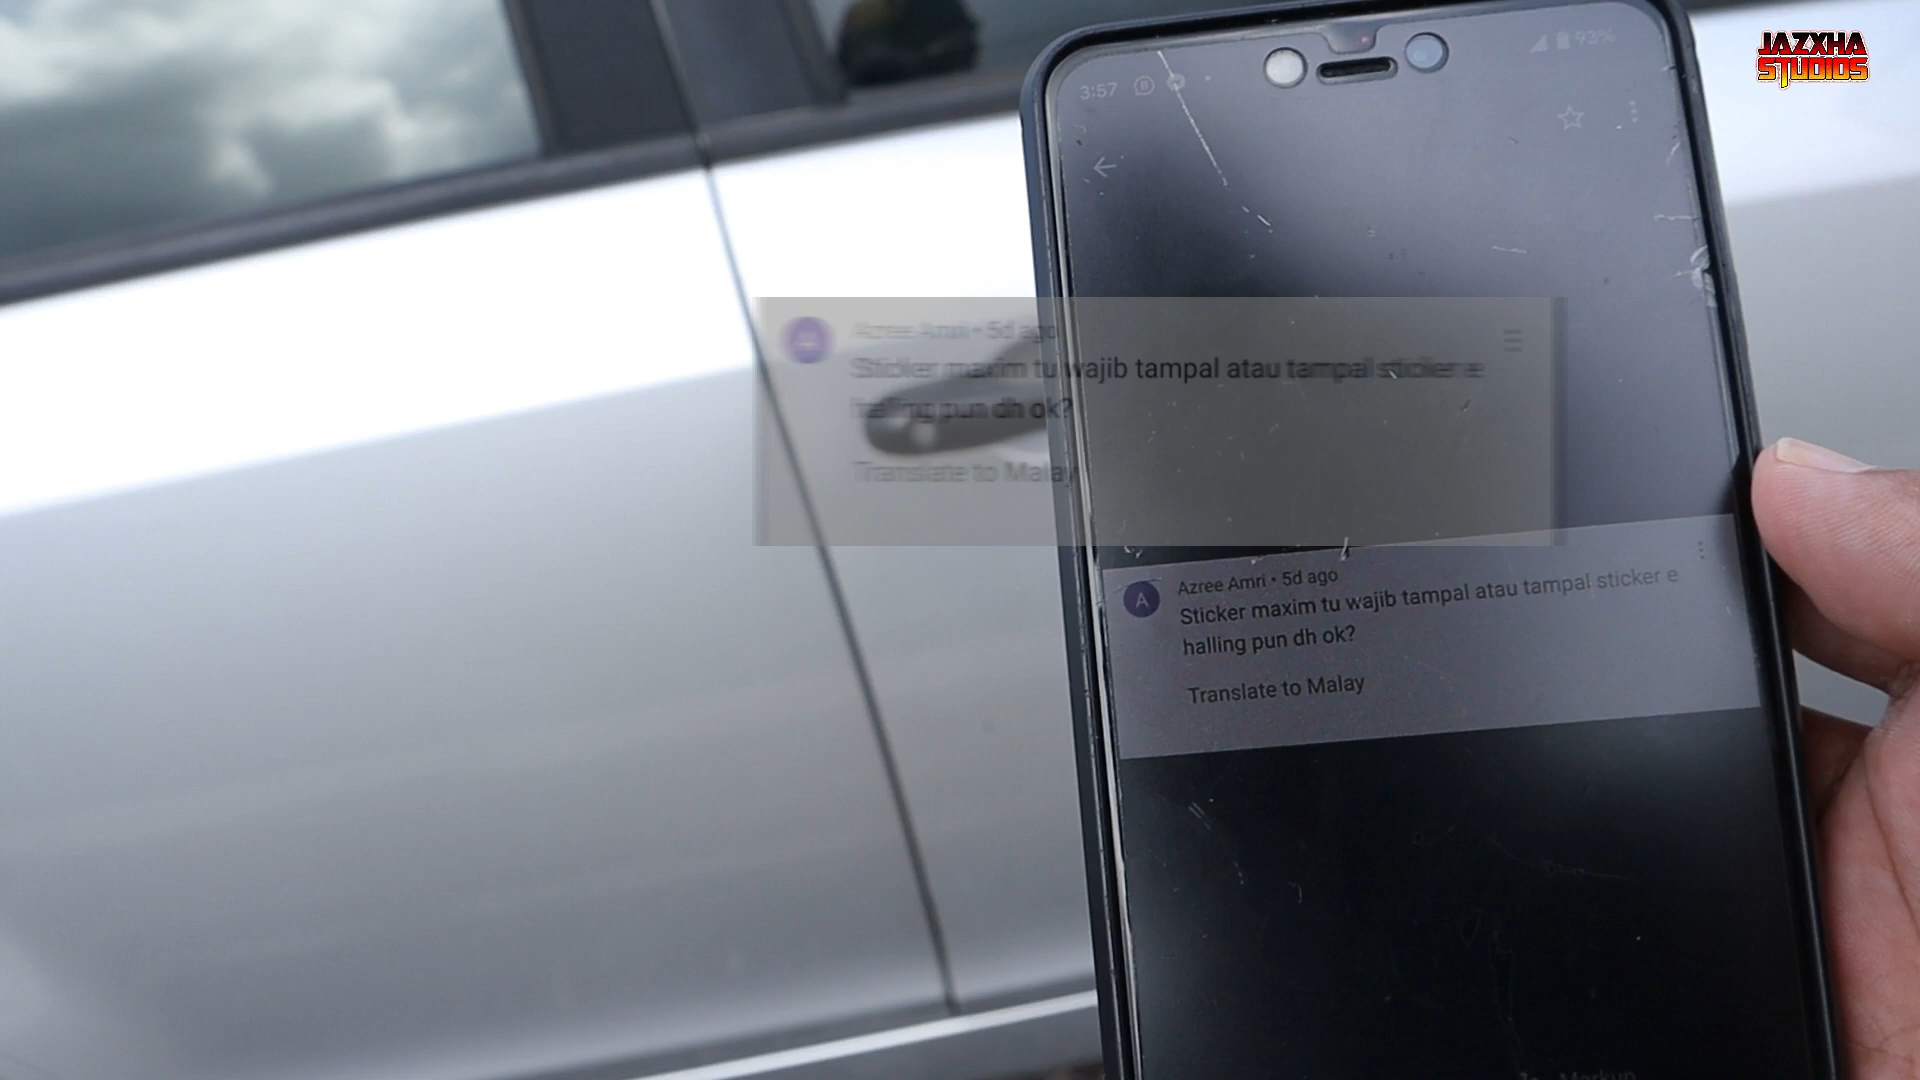 JAZXHA
STUDIOS
3:57
93%
Azree Amri • 5d ago
Sticker maxim tu wajib tampal atau tampal sticker e
halling pun dh ok?
Translate to Malay
A
Azree Amri • 5d ago
Sticker maxim tu wajib tampal atau tampal sticker e
halling pun dh ok?
Translate to Malay
Markup